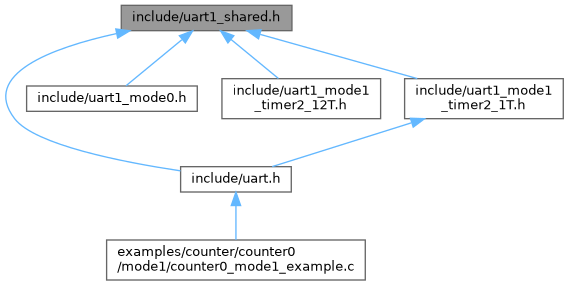 include/uart1_shared.h
include/uart1_mode0.h
include/uart1_mode1
_timer2_12T.h
include/uart1_mode1
_timer2_1T.h
include/uart.h
examples/counter/counter0
/mode1/counter0_mode1_example.c